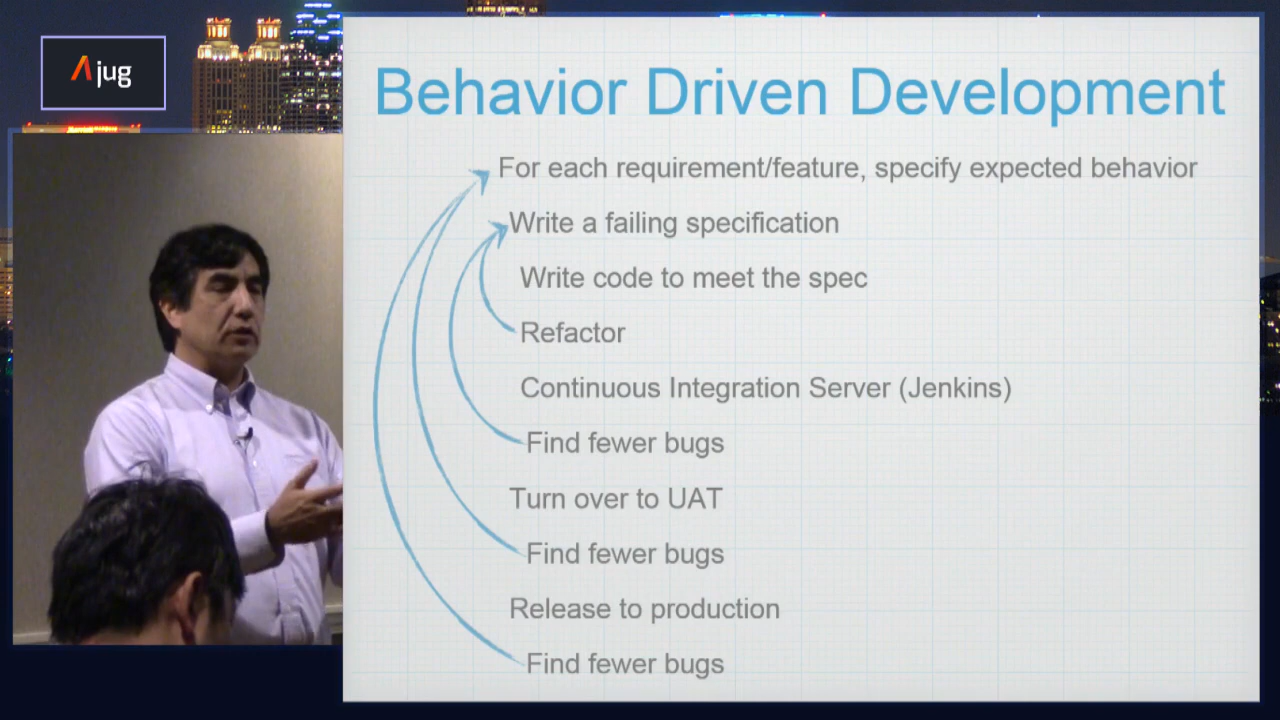 Ajug
Behavior Driven Development
For each requirement/feature, specify expected behavior
Write a failing specification
Write code to meet the spec
Refactor
Continuous Integration Server (Jenkins)
Find fewer bugs
Turn over to UAT
Find fewer bugs
Release to production
Find fewer bugs